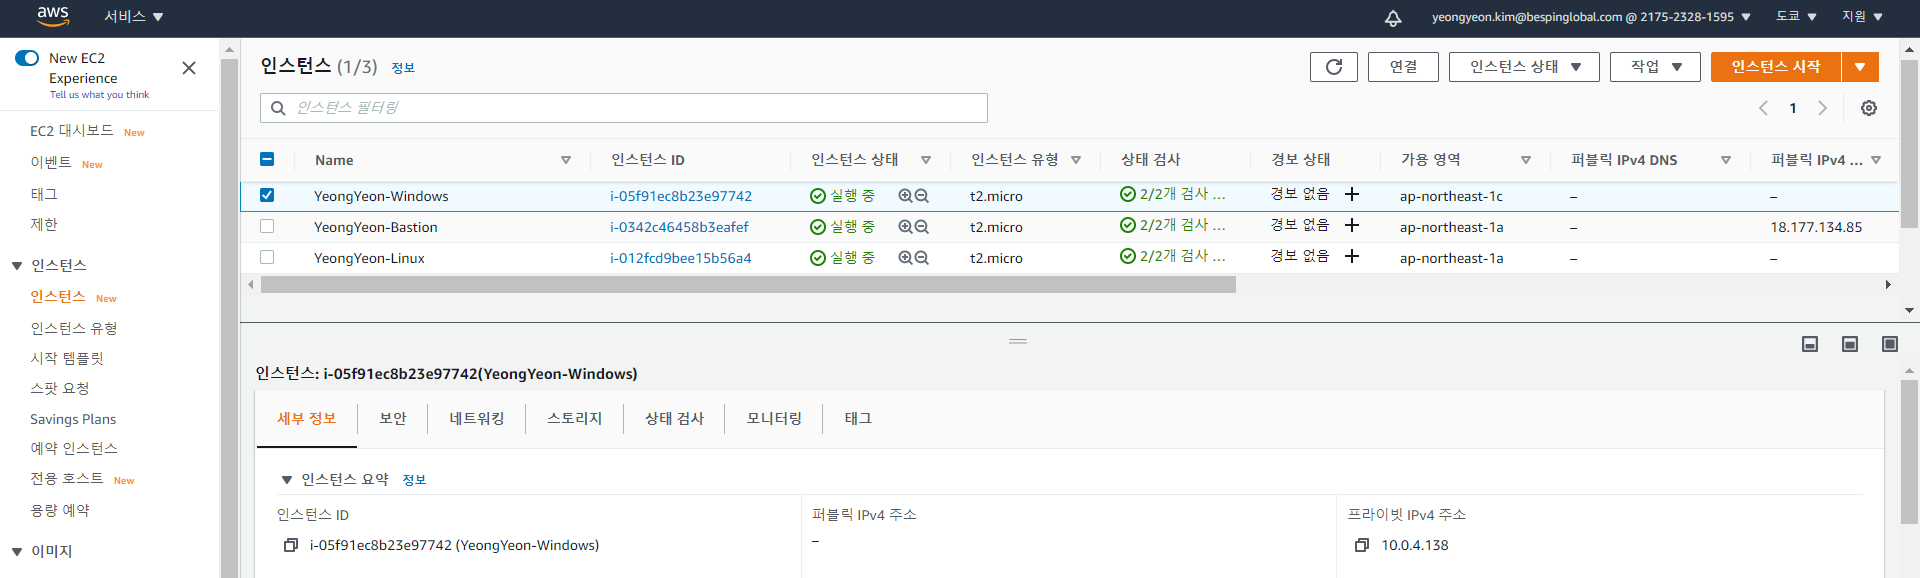 aws 서비스 yeongyeon.kim@bespinglobal.com @ 2175-2328-1595 도쿄 지원
New EC2
Experience
Tell us what you think
EC2 대시보드 New
이벤트 New
태그
제한
인스턴스
인스턴스 New
인스턴스 유형
시작 템플릿
스팟 요청
Savings Plans
예약 인스턴스
전용 호스트 New
용량 예약
이미지
인스턴스 (1/3) 정보 연결 인스턴스 상태 작업 인스턴스 시작
인스턴스 필터링 1
Name 인스턴스 ID 인스턴스 상태 인스턴스 유형 상태 검사 경보 상태 가용 영역 퍼블릭 IPv4 DNS 퍼블릭 IPv4 ...
YeongYeon-Windows i-05f91ec8b23e97742 실행 중 t2.micro 2/2개 검사 ... 경보 없음 + ap-northeast-1c – –
YeongYeon-Bastion i-0342c46458b3eafef 실행 중 t2.micro 2/2개 검사 ... 경보 없음 + ap-northeast-1a – 18.177.134.85
YeongYeon-Linux i-012fcd9bee15b56a4 실행 중 t2.micro 2/2개 검사 ... 경보 없음 + ap-northeast-1a – –
인스턴스: i-05f91ec8b23e97742(YeongYeon-Windows)
세부 정보 보안 네트워킹 스토리지 상태 검사 모니터링 태그
인스턴스 요약 정보
인스턴스 ID 퍼블릭 IPv4 주소 프라이빗 IPv4 주소
i-05f91ec8b23e97742 (YeongYeon-Windows) – 10.0.4.138